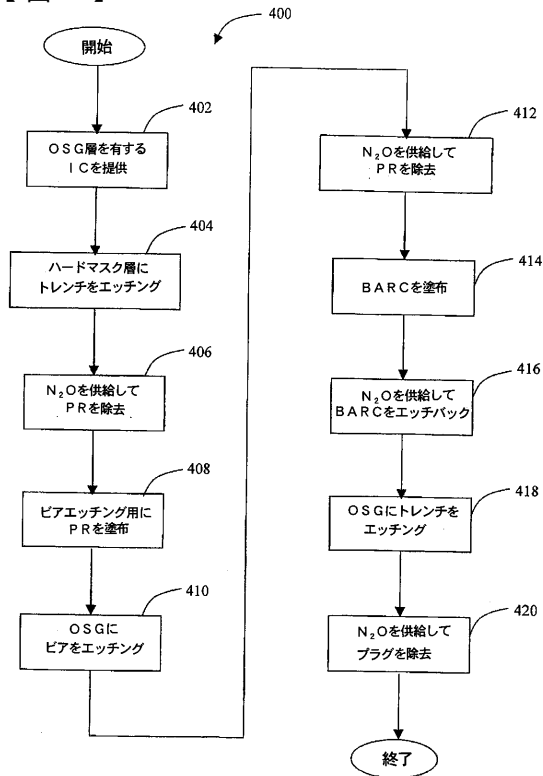 400
開始
402
OSG層を有する
ICを提供
404
ハードマスク層に
トレンチをエッチング
406
N₂Oを供給して
PRを除去
408
ビアエッチング用に
PRを塗布
410
OSGに
ビアをエッチング
412
N₂Oを供給して
PRを除去
414
BARCを塗布
416
N₂Oを供給して
BARCをエッチバック
418
OSGにトレンチを
エッチング
420
N₂Oを供給して
プラグを除去
終了